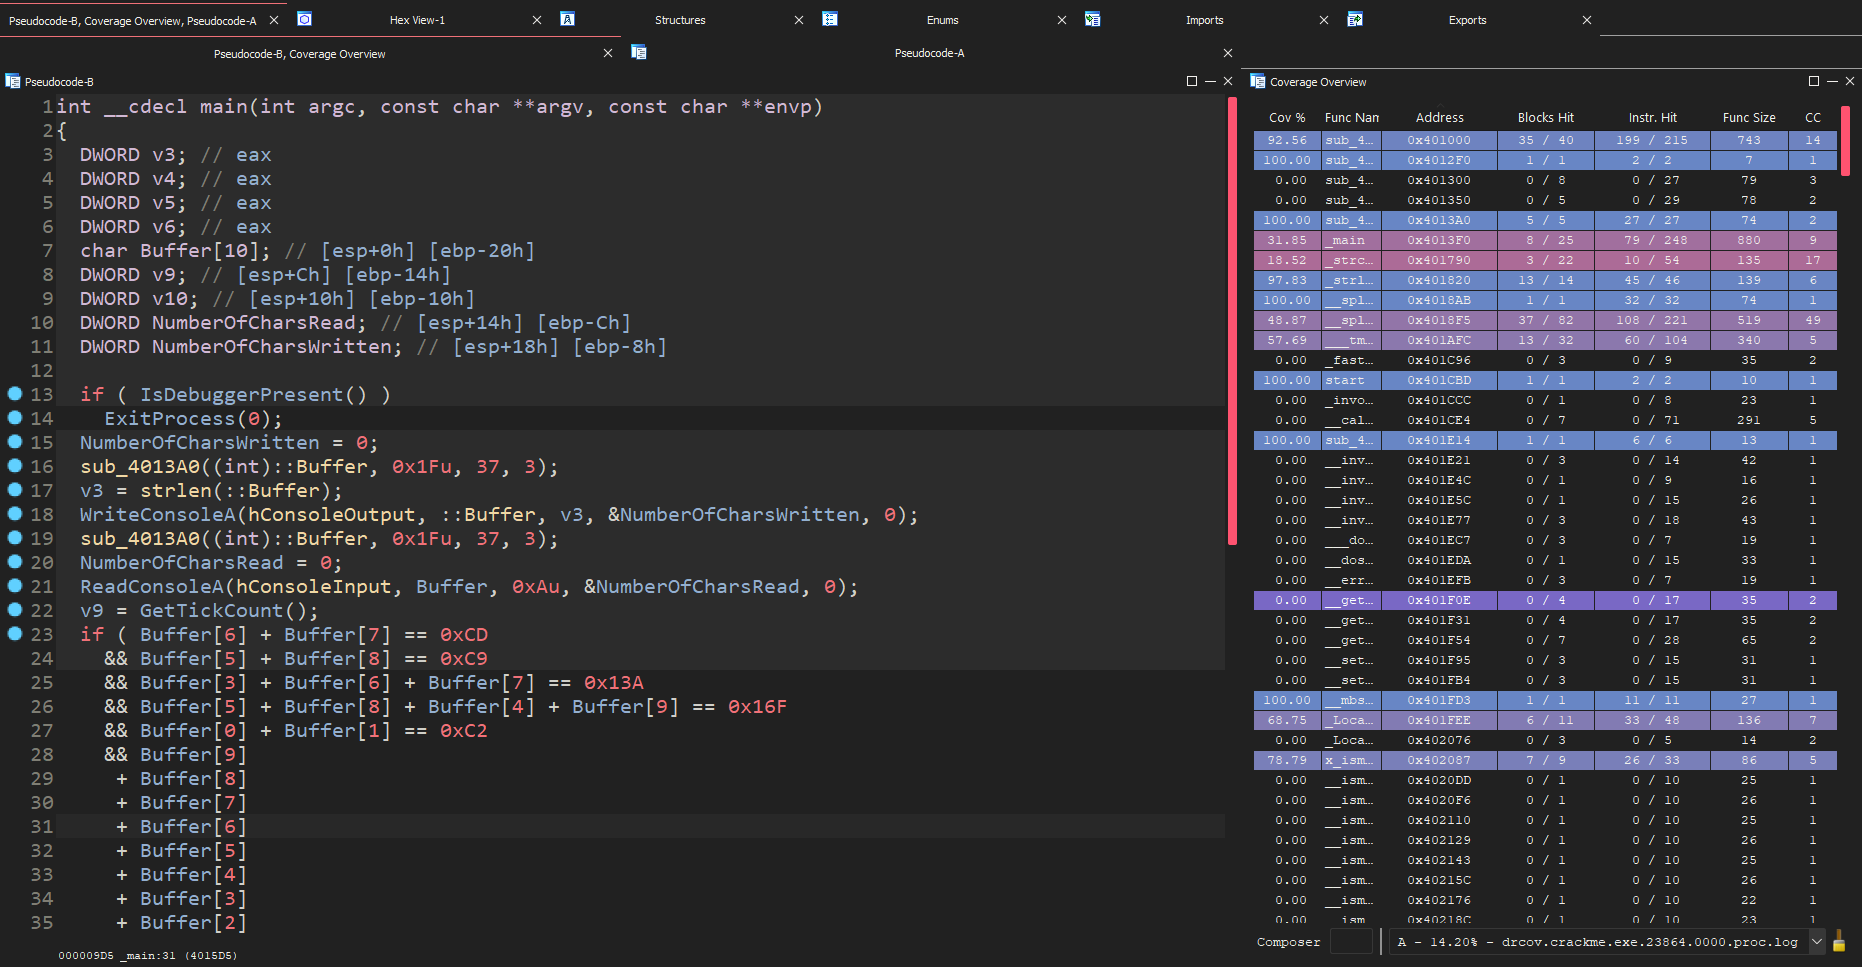 Pseudocode-B, Coverage Overview, Pseudocode-A
Hex View-1
Structures
Enums
Imports
Exports
Pseudocode-B, Coverage Overview
Pseudocode-A
Pseudocode-B
1 int __cdecl main(int argc, const char **argv, const char **envp)
2 {
3 DWORD v3; // eax
4 DWORD v4; // eax
5 DWORD v5; // eax
6 DWORD v6; // eax
7 char Buffer[10]; // [esp+0h] [ebp-20h]
8 DWORD v9; // [esp+Ch] [ebp-14h]
9 DWORD v10; // [esp+10h] [ebp-10h]
10 DWORD NumberOfCharsRead; // [esp+14h] [ebp-Ch]
11 DWORD NumberOfCharsWritten; // [esp+18h] [ebp-8h]
12
13 if ( IsDebuggerPresent() )
14 ExitProcess(0);
15 NumberOfCharsWritten = 0;
16 sub_4013A0((int)::Buffer, 0x1Fu, 37, 3);
17 v3 = strlen(::Buffer);
18 WriteConsoleA(hConsoleOutput, ::Buffer, v3, &NumberOfCharsWritten, 0);
19 sub_4013A0((int)::Buffer, 0x1Fu, 37, 3);
20 NumberOfCharsRead = 0;
21 ReadConsoleA(hConsoleInput, Buffer, 0xAu, &NumberOfCharsRead, 0);
22 v9 = GetTickCount();
23 if ( Buffer[6] + Buffer[7] == 0xCD
24 && Buffer[5] + Buffer[8] == 0xC9
25 && Buffer[3] + Buffer[6] + Buffer[7] == 0x13A
26 && Buffer[5] + Buffer[8] + Buffer[4] + Buffer[9] == 0x16F
27 && Buffer[0] + Buffer[1] == 0xC2
28 && Buffer[9]
29 + Buffer[8]
30 + Buffer[7]
31 + Buffer[6]
32 + Buffer[5]
33 + Buffer[4]
34 + Buffer[3]
35 + Buffer[2]
000009D5 _main:31 (4015D5)
Coverage Overview
Cov % Func Nam Address Blocks Hit Instr. Hit Func Size CC
92.56 sub_4… 0x401000 35 / 40 199 / 215 743 14
100.00 sub_4… 0x4012F0 1 / 1 2 / 2 7 1
0.00 sub_4… 0x401300 0 / 8 0 / 27 79 3
0.00 sub_4… 0x401350 0 / 5 0 / 29 78 2
100.00 sub_4… 0x4013A0 5 / 5 27 / 27 74 2
31.85 _main 0x4013F0 8 / 25 79 / 248 880 9
18.52 _strc… 0x401790 3 / 22 10 / 54 135 17
97.83 _strl… 0x401820 13 / 14 45 / 46 139 6
100.00 __spl… 0x4018AB 1 / 1 32 / 32 74 1
48.87 __spl… 0x4018F5 37 / 82 108 / 221 519 49
57.69 ___tm… 0x401AFC 13 / 32 60 / 104 340 5
0.00 _fast… 0x401C96 0 / 3 0 / 9 35 2
100.00 start 0x401CBD 1 / 1 2 / 2 10 1
0.00 _invo… 0x401CCC 0 / 1 0 / 8 23 1
0.00 __cal… 0x401CE4 0 / 7 0 / 71 291 5
100.00 sub_4… 0x401E14 1 / 1 6 / 6 13 1
0.00 __inv… 0x401E21 0 / 3 0 / 14 42 1
0.00 __inv… 0x401E4C 0 / 1 0 / 9 16 1
0.00 __inv… 0x401E5C 0 / 1 0 / 15 26 1
0.00 __inv… 0x401E77 0 / 3 0 / 18 43 1
0.00 ___do… 0x401EC7 0 / 3 0 / 7 19 1
0.00 __dos… 0x401EDA 0 / 1 0 / 15 33 1
0.00 __err… 0x401EFB 0 / 3 0 / 7 19 1
0.00 __get… 0x401F0E 0 / 4 0 / 17 35 2
0.00 __get… 0x401F31 0 / 4 0 / 17 35 2
0.00 __get… 0x401F54 0 / 7 0 / 28 65 2
0.00 __set… 0x401F95 0 / 3 0 / 15 31 1
0.00 __set… 0x401FB4 0 / 3 0 / 15 31 1
100.00 __mbs… 0x401FD3 1 / 1 11 / 11 27 1
68.75 _Loca… 0x401FEE 6 / 11 33 / 48 136 7
0.00 _Loca… 0x402076 0 / 3 0 / 5 14 2
78.79 x_ism… 0x402087 7 / 9 26 / 33 86 5
0.00 __ism… 0x4020DD 0 / 1 0 / 10 25 1
0.00 __ism… 0x4020F6 0 / 1 0 / 10 26 1
0.00 __ism… 0x402110 0 / 1 0 / 10 25 1
0.00 __ism… 0x402129 0 / 1 0 / 10 26 1
0.00 __ism… 0x402143 0 / 1 0 / 10 25 1
0.00 __ism… 0x40215C 0 / 1 0 / 10 26 1
0.00 __ism… 0x402176 0 / 1 0 / 10 22 1
0.00 __ism 0x40218C 0 / 1 0 / 10 23 1
Composer A - 14.20% - drcov.crackme.exe.23864.0000.proc.log